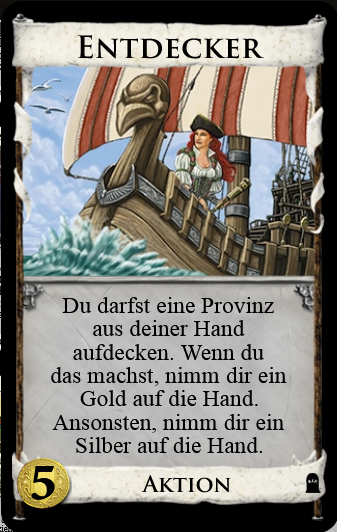 Entdecker
Du darfst eine Provinz
aus deiner Hand
aufdecken. Wenn du
das machst, nimm dir ein
Gold auf die Hand.
Ansonsten, nimm dir ein
Silber auf die Hand.
5
Aktion